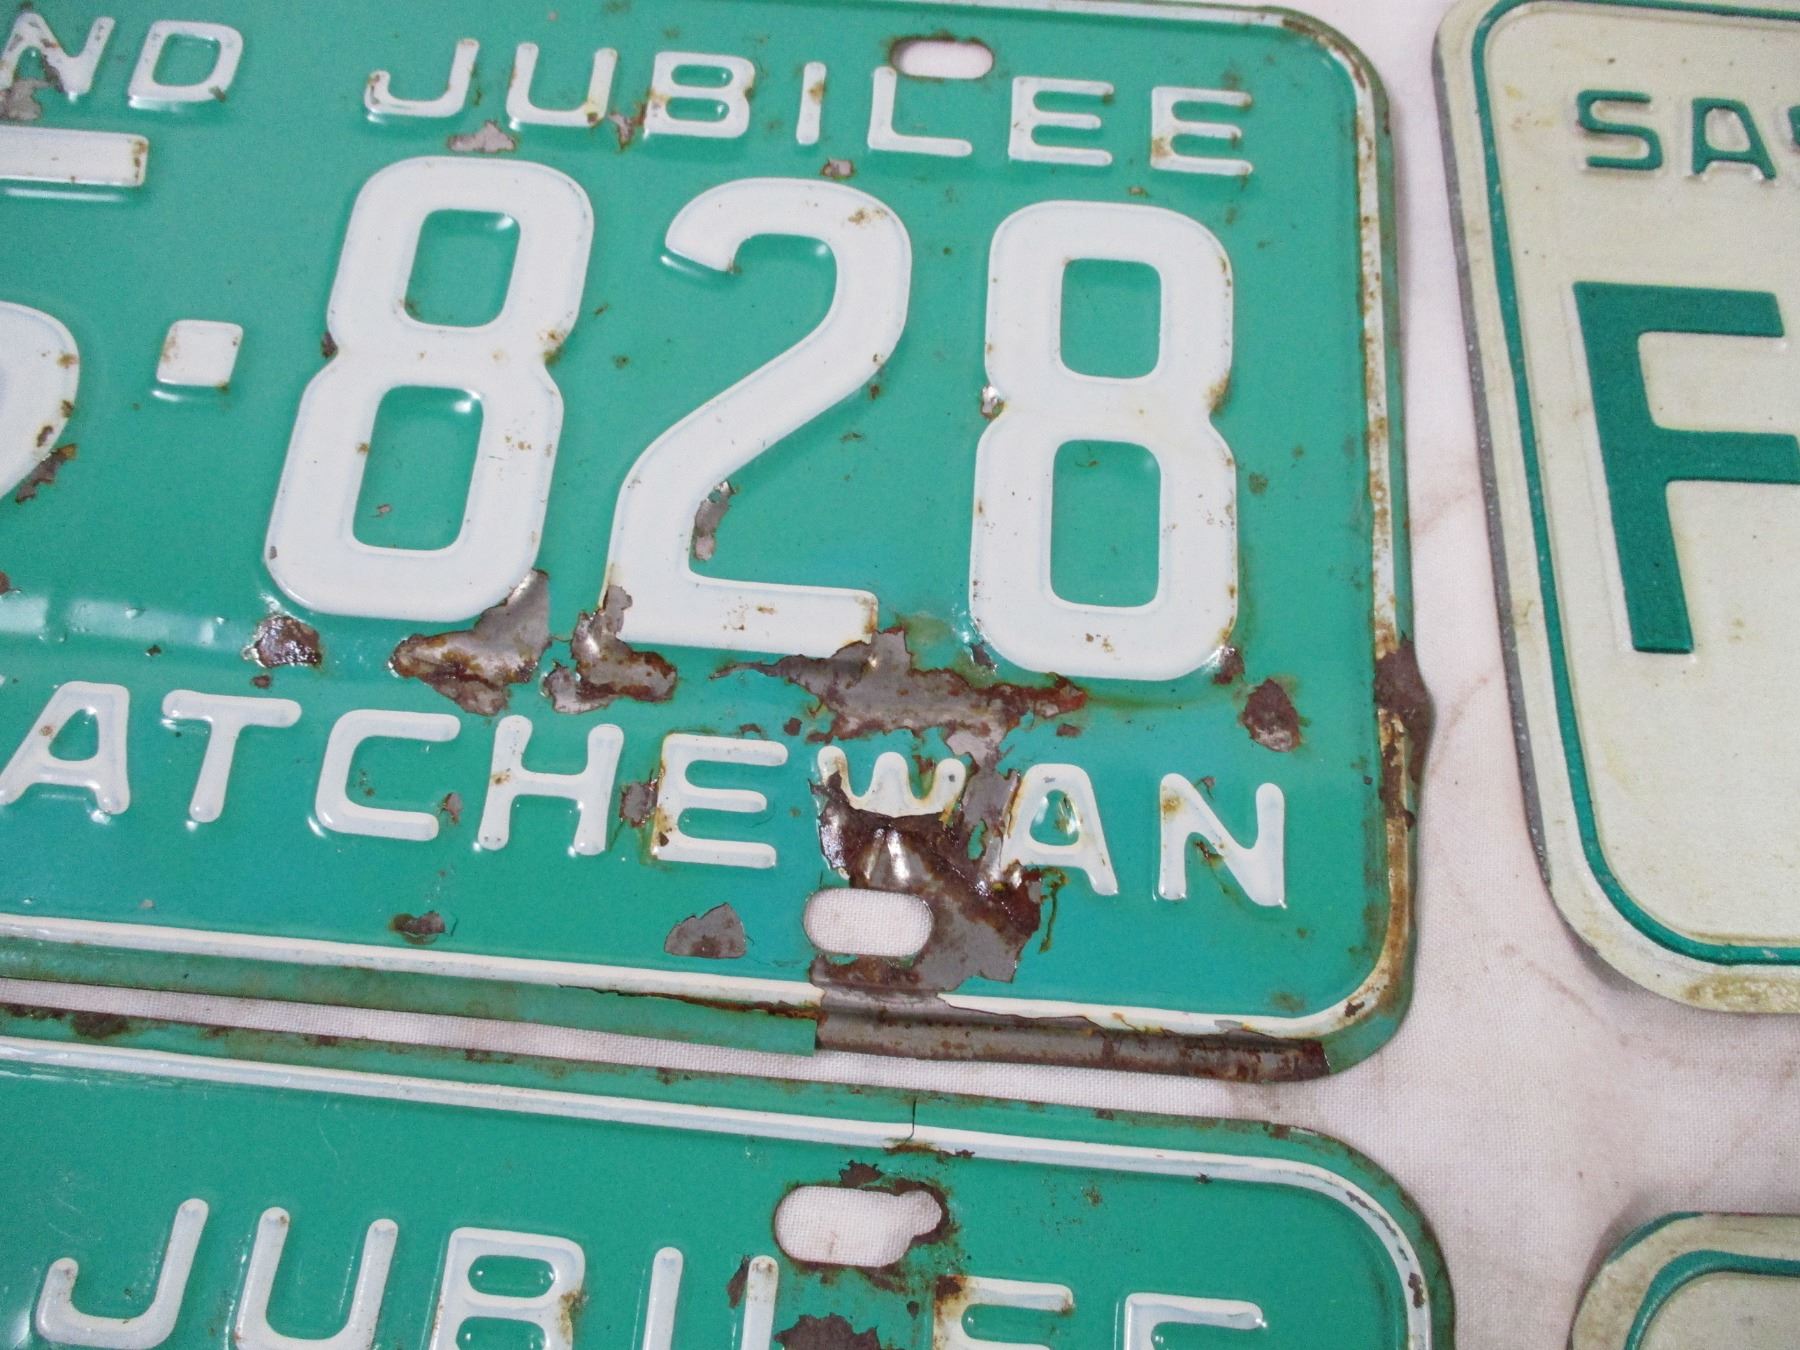 ND JUBILEE
·828
ATCHEWAN
SA
F
JUBILEE